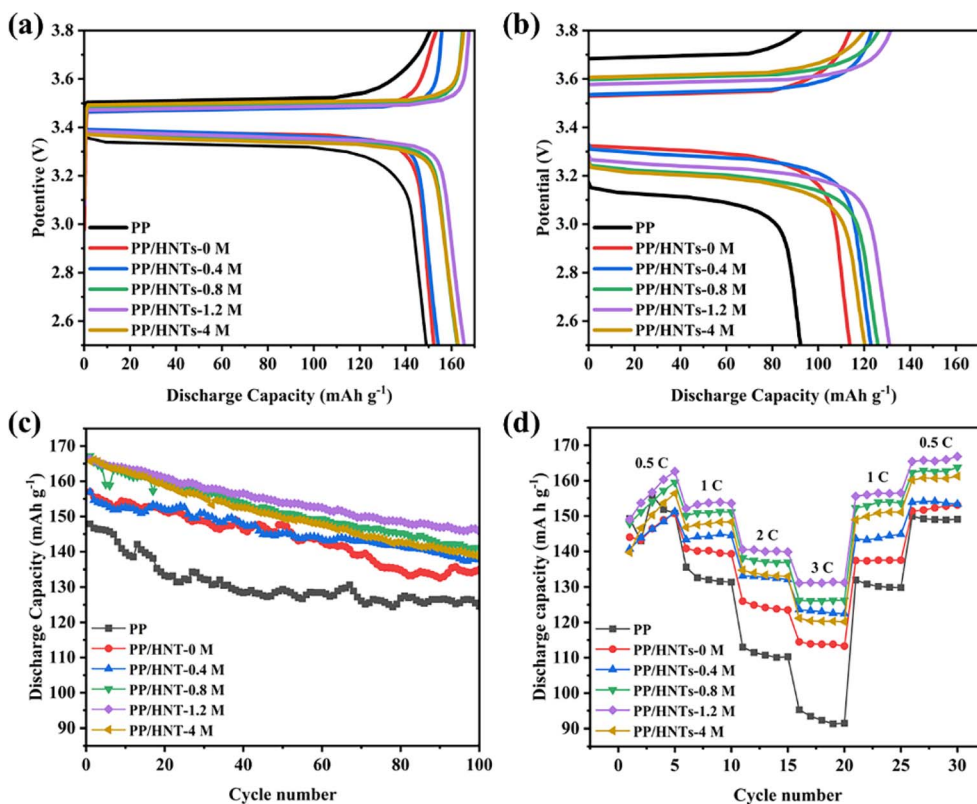 (a)
3.8
3.6
3.4
3.2
3.0
2.8
2.6
Potentive (V)
PP
PP/HNTs-0 M
PP/HNTs-0.4 M
PP/HNTs-0.8 M
PP/HNTs-1.2 M
PP/HNTs-4 M
0 20 40 60 80 100 120 140 160
Discharge Capacity (mAh g⁻¹)
(b)
3.8
3.6
3.4
3.2
3.0
2.8
2.6
Potential (V)
PP
PP/HNTs-0 M
PP/HNTs-0.4 M
PP/HNTs-0.8 M
PP/HNTs-1.2 M
PP/HNTs-4 M
0 20 40 60 80 100 120 140 160
Discharge Capacity (mAh g⁻¹)
(c)
170
160
150
140
130
120
110
100
90
Discharge Capacity (mAh g⁻¹)
PP
PP/HNT-0 M
PP/HNT-0.4 M
PP/HNT-0.8 M
PP/HNT-1.2 M
PP/HNT-4 M
0 20 40 60 80 100
Cycle number
(d)
170
160
150
140
130
120
110
100
90
Discharge capacity (mA h g⁻¹)
0.5 C
1 C
2 C
3 C
1 C
0.5 C
PP
PP/HNTs-0 M
PP/HNTs-0.4 M
PP/HNTs-0.8 M
PP/HNTs-1.2 M
PP/HNTs-4 M
0 5 10 15 20 25 30
Cycle number